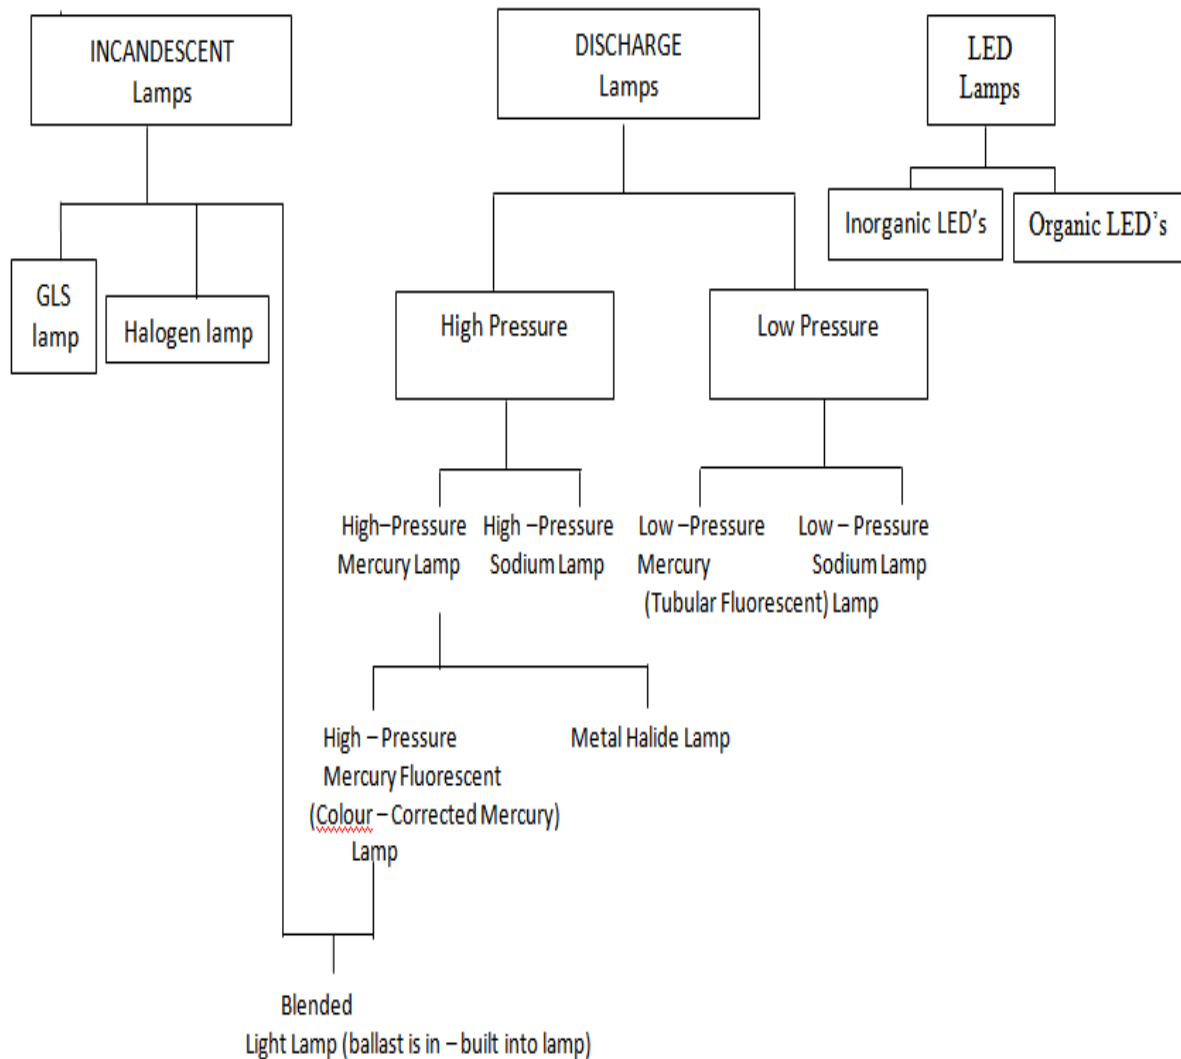 INCANDESCENT
Lamps
DISCHARGE
Lamps
LED
Lamps
Inorganic LED's
Organic LED's
GLS
lamp
Halogen lamp
High Pressure
Low Pressure
High–Pressure
Mercury Lamp
High –Pressure
Sodium Lamp
Low –Pressure
Mercury
(Tubular Fluorescent) Lamp
Low – Pressure
Sodium Lamp
High – Pressure
Mercury Fluorescent
(Colour – Corrected Mercury)
Lamp
Metal Halide Lamp
Blended
Light Lamp (ballast is in – built into lamp)